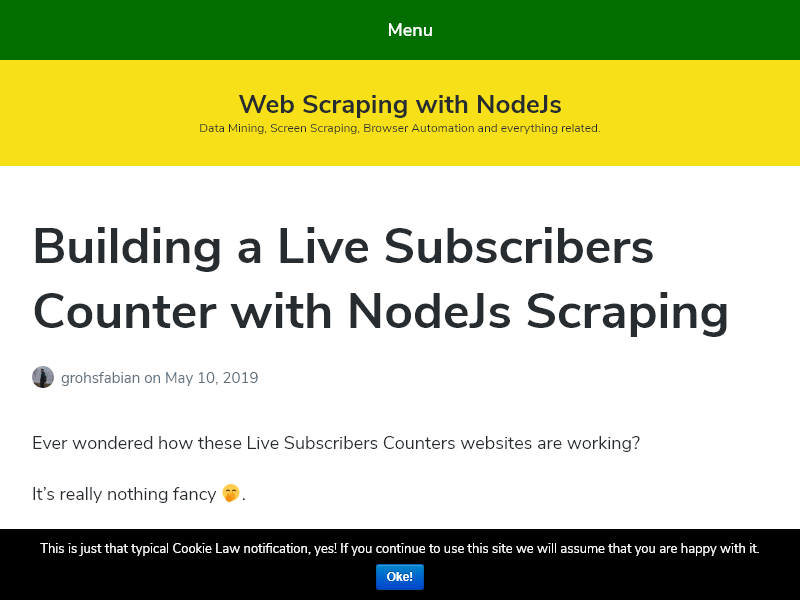 Menu
Web Scraping with NodeJs
Data Mining, Screen Scraping, Browser Automation and everything related.
Building a Live Subscribers
Counter with NodeJs Scraping
grohsfabian on May 10, 2019
Ever wondered how these Live Subscribers Counters websites are working?
It’s really nothing fancy 🤭.
This is just that typical Cookie Law notification, yes! If you continue to use this site we will assume that you are happy with it.
Oke!